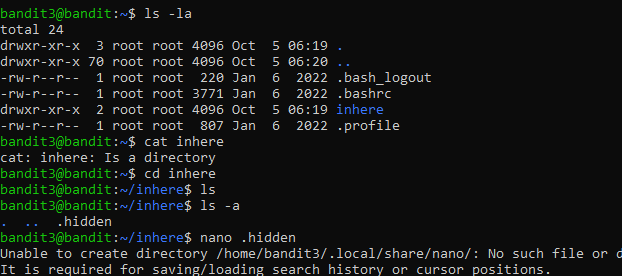 bandit3@bandit:~$ ls -la
total 24
drwxr-xr-x  3 root root 4096 Oct  5 06:19 .
drwxr-xr-x 70 root root 4096 Oct  5 06:20 ..
-rw-r--r--  1 root root  220 Jan  6  2022 .bash_logout
-rw-r--r--  1 root root 3771 Jan  6  2022 .bashrc
drwxr-xr-x  2 root root 4096 Oct  5 06:19 inhere
-rw-r--r--  1 root root  807 Jan  6  2022 .profile
bandit3@bandit:~$ cat inhere
cat: inhere: Is a directory
bandit3@bandit:~$ cd inhere
bandit3@bandit:~/inhere$ ls
bandit3@bandit:~/inhere$ ls -a
.  ..  .hidden
bandit3@bandit:~/inhere$ nano .hidden
Unable to create directory /home/bandit3/.local/share/nano/: No such file or d
It is required for saving/loading search history or cursor positions.